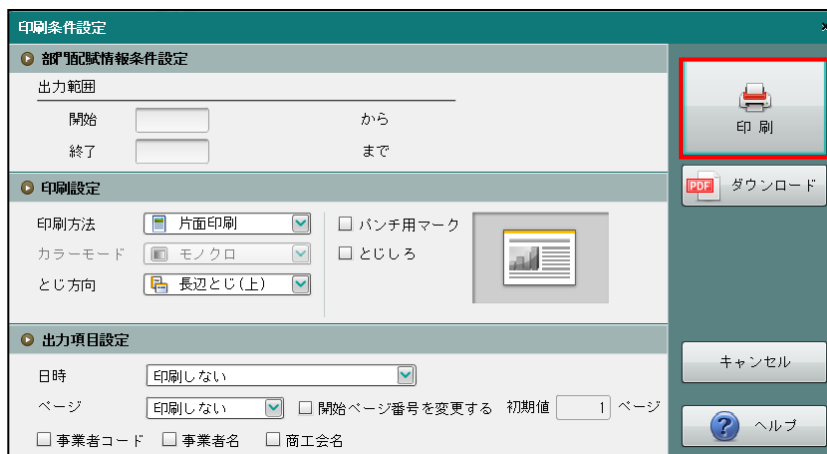 印刷条件設定
部門配賦情報条件設定
出力範囲
開始 から
終了 まで
印刷
PDF ダウンロード
印刷設定
印刷方法 片面印刷 パンチ用マーク
カラーモード モノクロ とじしろ
とじ方向 長辺とじ(上)
出力項目設定
日時 印刷しない
ページ 印刷しない 開始ページ番号を変更する 初期値 1 ページ
事業者コード 事業者名 商工会名
キャンセル
ヘルプ